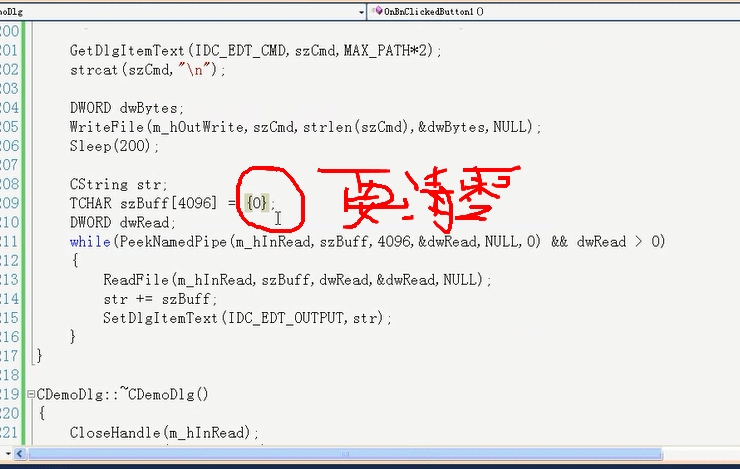 moDlg
OnBnClickedButton1()
200
201 GetDlgItemText(IDC_EDT_CMD, szCmd, MAX_PATH*2);
202 strcat(szCmd,"\n");
203
204 DWORD dwBytes;
205 WriteFile(m_hOutWrite,szCmd,strlen(szCmd),&dwBytes,NULL);
206 Sleep(200);
207
208 CString str;
209 TCHAR szBuff[4096] = {0}; 要清零
210 DWORD dwRead;
211 while(PeekNamedPipe(m_hInRead,szBuff,4096,&dwRead,NULL,0) && dwRead > 0)
212 {
213 ReadFile(m_hInRead,szBuff,dwRead,&dwRead,NULL);
214 str += szBuff;
215 SetDlgItemText(IDC_EDT_OUTPUT,str);
216 }
217 }
218
219 CDemoDlg::~CDemoDlg()
220 {
221 CloseHandle(m_hInRead);